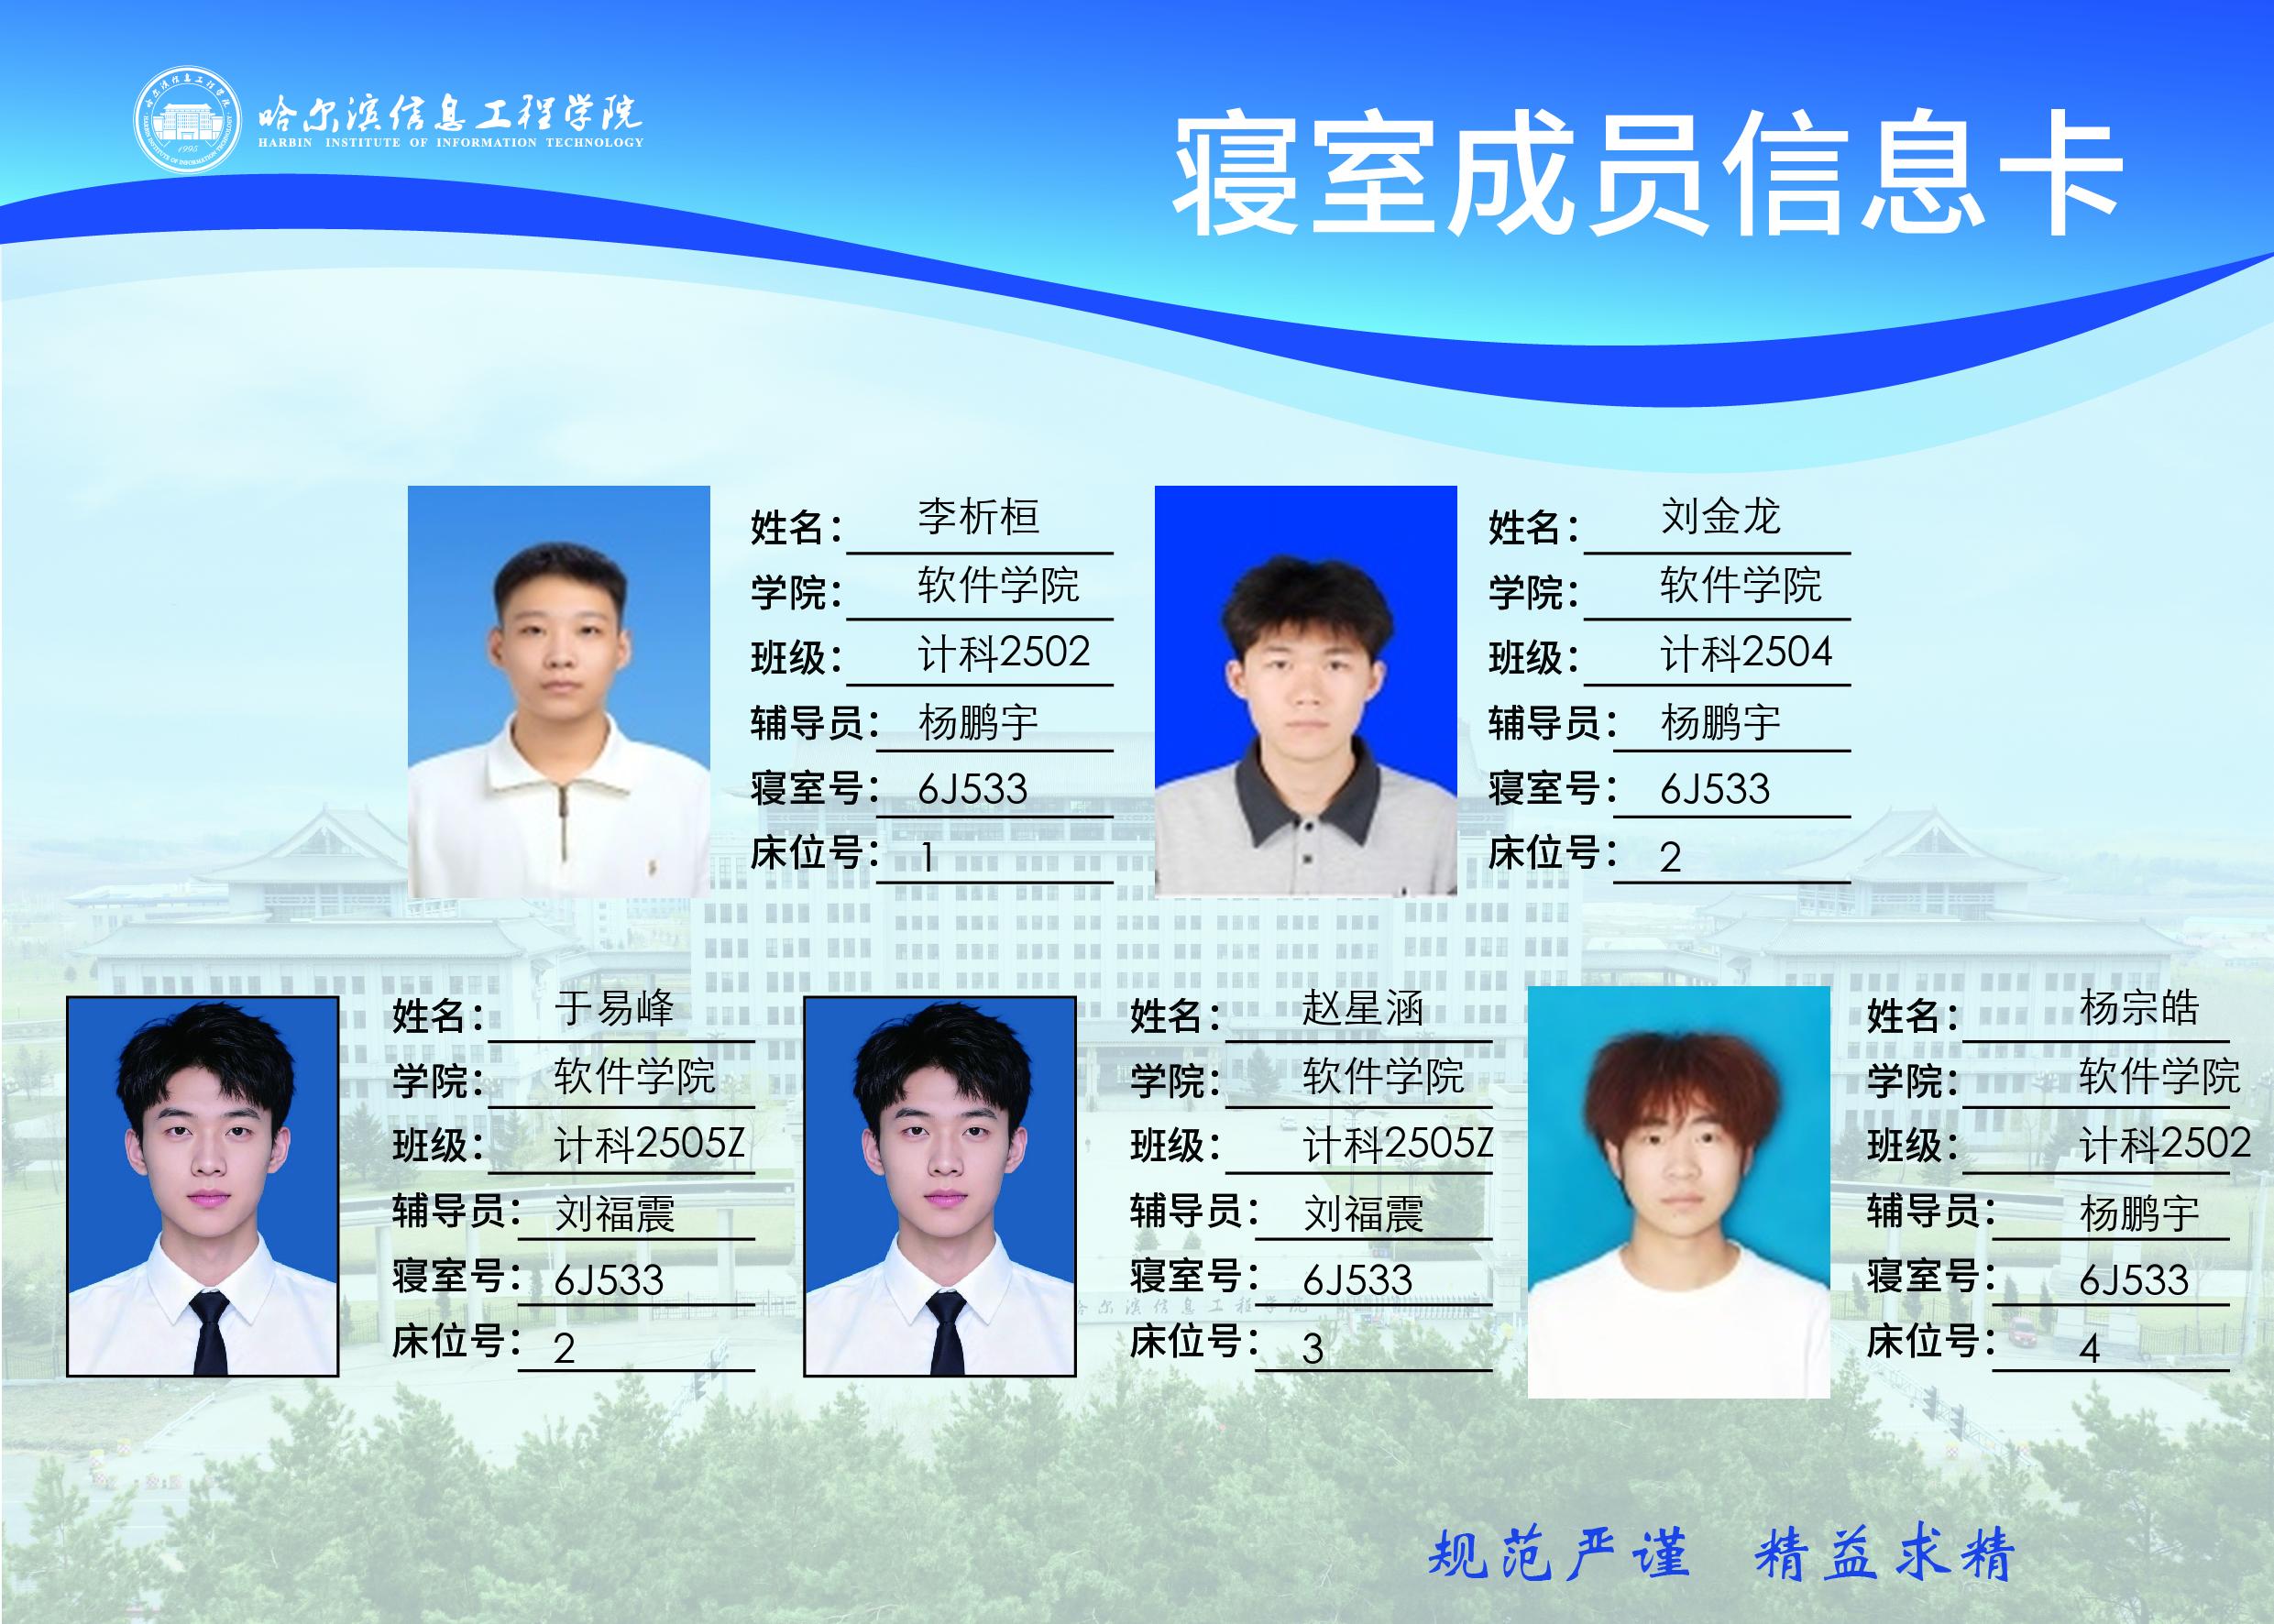 哈尔滨信息工程学院
HARBIN INSTITUTE OF INFORMATION TECHNOLOGY
1995
寝室成员信息卡
姓名： 李析桓
学院： 软件学院
班级： 计科2502
辅导员： 杨鹏宇
寝室号： 6J533
床位号： 1
姓名： 刘金龙
学院： 软件学院
班级： 计科2504
辅导员： 杨鹏宇
寝室号： 6J533
床位号： 2
姓名： 于易峰
学院： 软件学院
班级： 计科2505Z
辅导员： 刘福震
寝室号： 6J533
床位号： 2
姓名： 赵星涵
学院： 软件学院
班级： 计科2505Z
辅导员： 刘福震
寝室号： 6J533
床位号： 3
姓名： 杨宗皓
学院： 软件学院
班级： 计科2502
辅导员： 杨鹏宇
寝室号： 6J533
床位号： 4
哈尔滨信息工程学院
规范严谨 精益求精